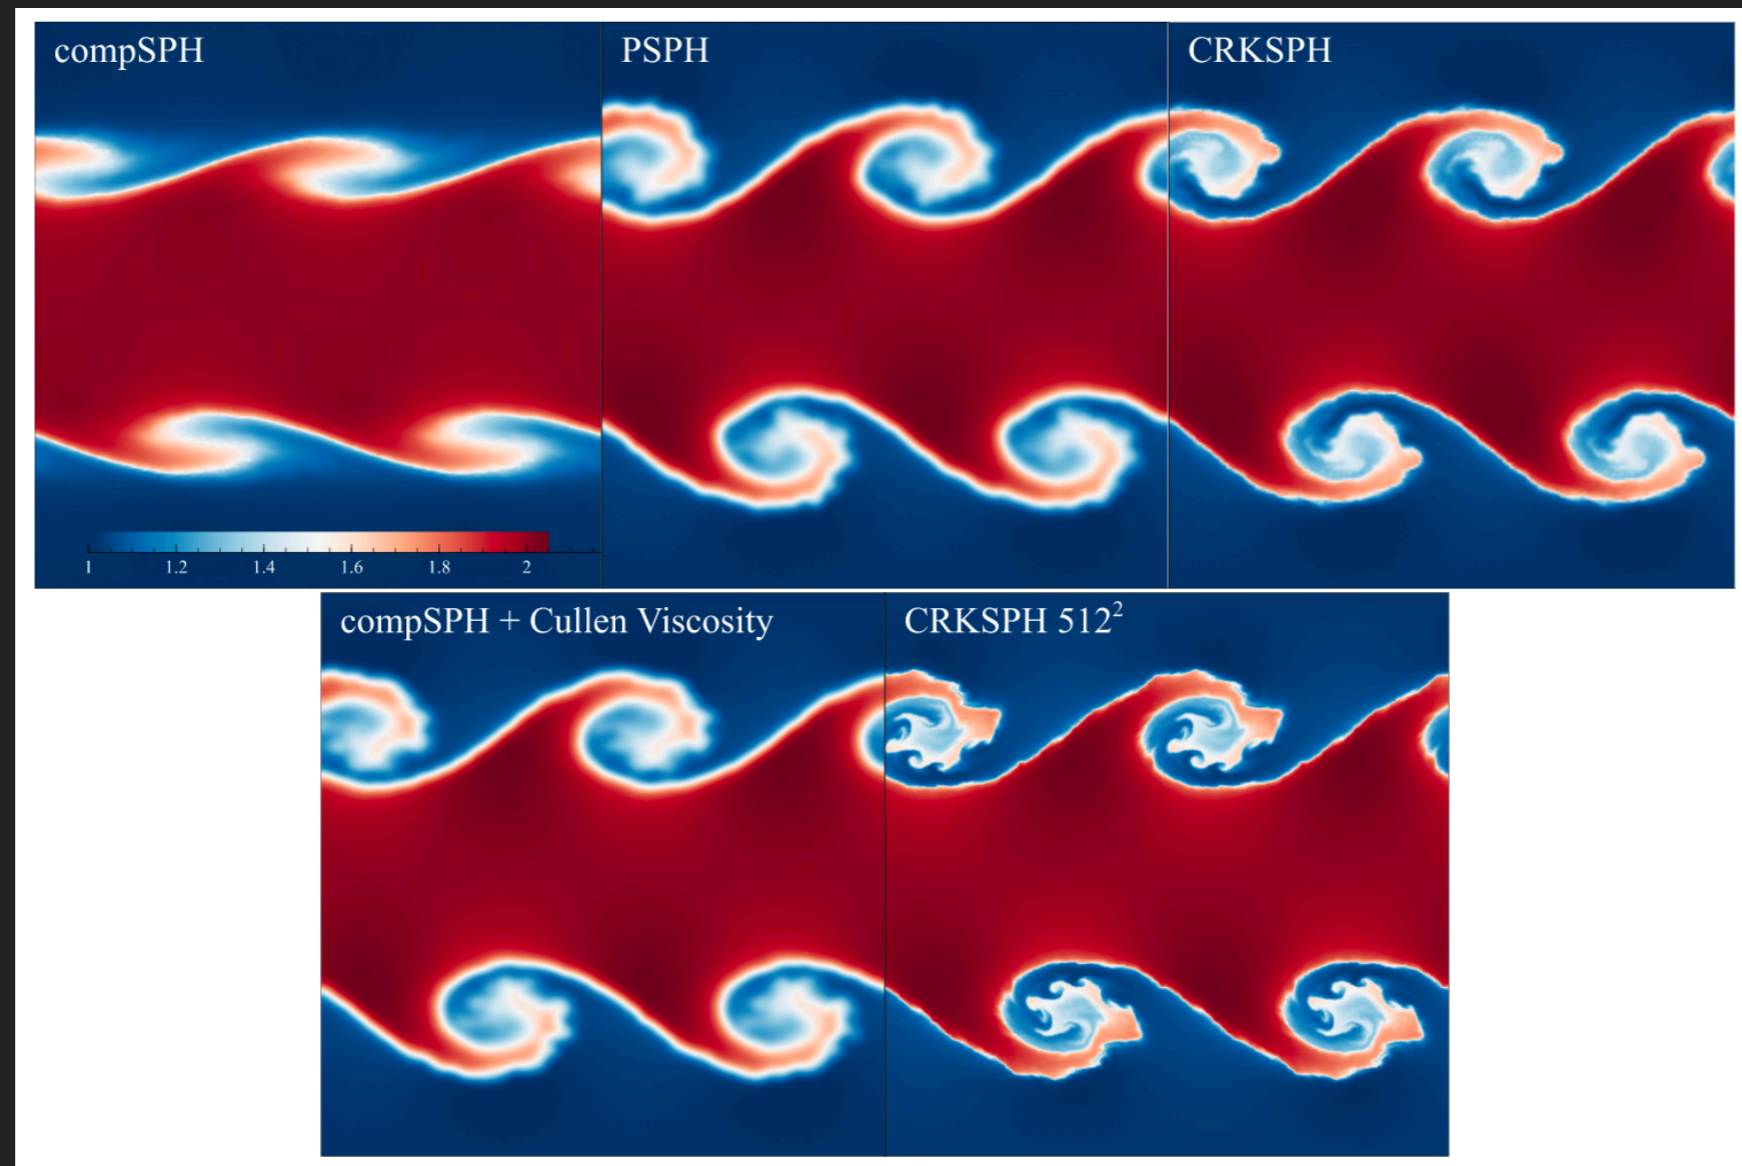 compSPH
PSPH
CRKSPH
1 1.2 1.4 1.6 1.8 2
compSPH + Cullen Viscosity
CRKSPH 512²